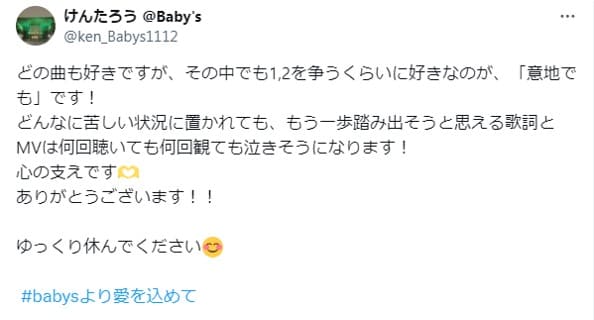 けんたろう @Baby's
@ken_Babys1112
どの曲も好きですが、その中でも1,2を争うくらいに好きなのが、「意地で
も」です！
どんなに苦しい状況に置かれても、もう一歩踏み出そうと思える歌詞と
MVは何回聴いても何回観ても泣きそうになります！
心の支えです🫶
ありがとうございます！！
ゆっくり休んでください😊
#babysより愛を込めて